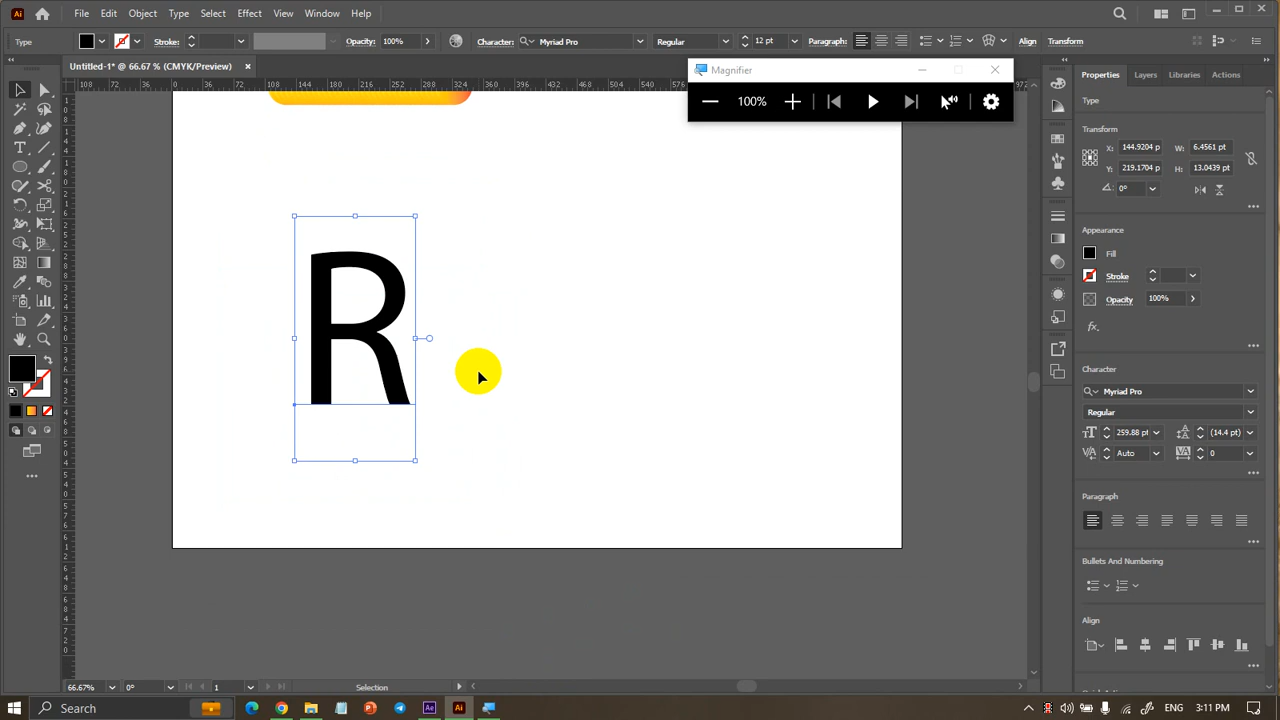 Ai File Edit Object Type Select Effect View Window Help
Type Stroke: Opacity: 100% Character: Myriad Pro Regular 12 pt Paragraph: Align Transform
Untitled-1* @ 66.67 % (CMYK/Preview) ×
Magnifier
100%
R
Properties Layers Libraries Actions
Type
Transform
X: 144.9204 p W: 6.4561 pt
Y: 219.1704 p H: 13.0439 pt
0°
Appearance
Fill
Stroke
Opacity 100%
fx.
Character
Myriad Pro
Regular
259.88 pt (14.4 pt)
Auto 0
Paragraph
Bullets And Numbering
Align
66.67% 0° 1 Selection
Search Ae Ai 3:11 PM